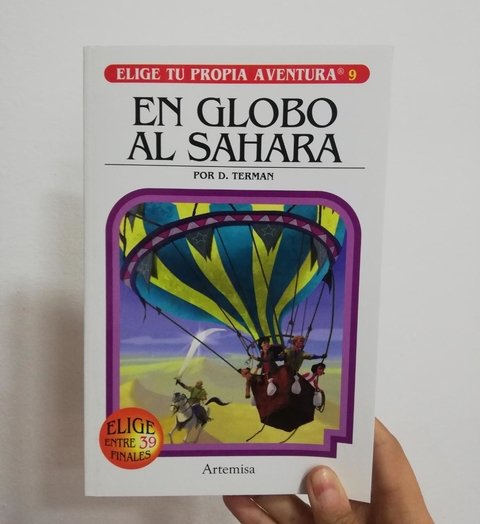 ELIGE TU PROPIA AVENTURA® 9
EN GLOBO
AL SAHARA
POR D. TERMAN
ELIGE
ENTRE 39
FINALES
Artemisa